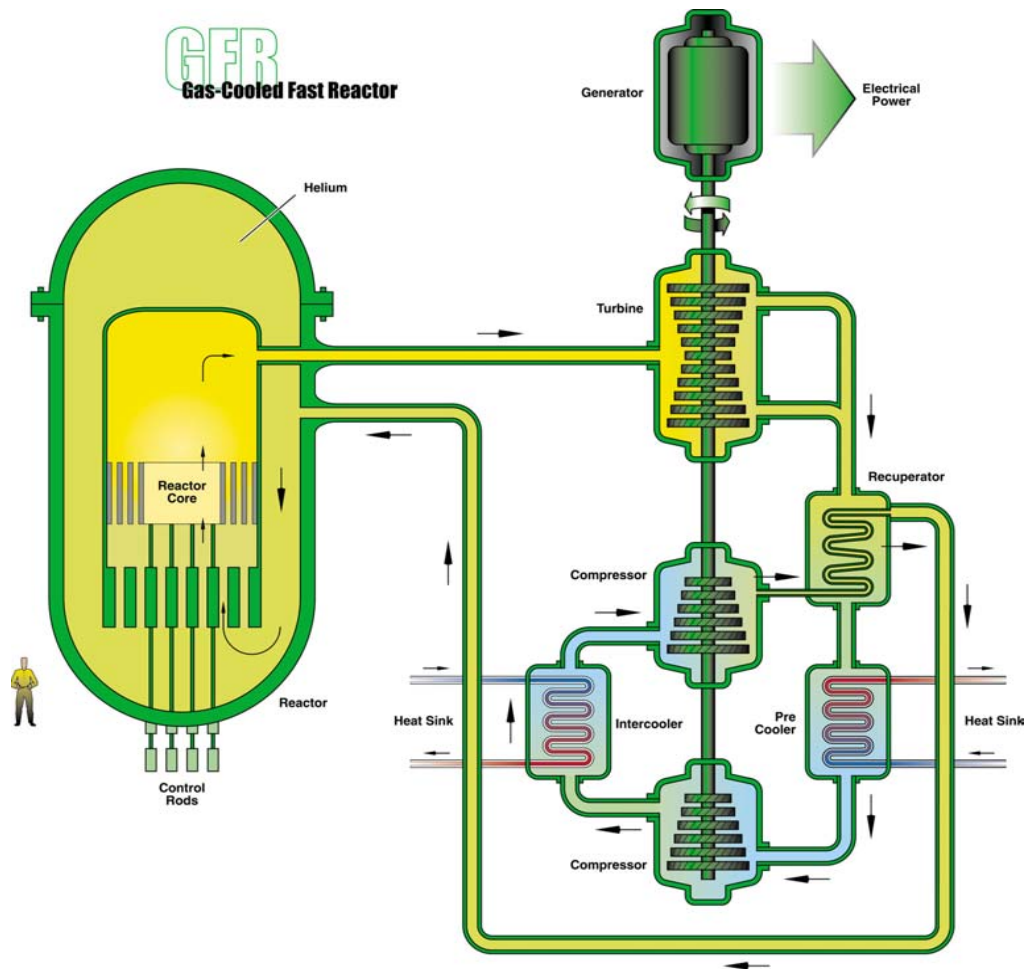 GFR
Gas-Cooled Fast Reactor
Generator
Electrical
Power
Helium
Turbine
Recuperator
Reactor
Core
Compressor
Reactor
Heat Sink
Intercooler
Pre
Cooler
Heat Sink
Control
Rods
Compressor